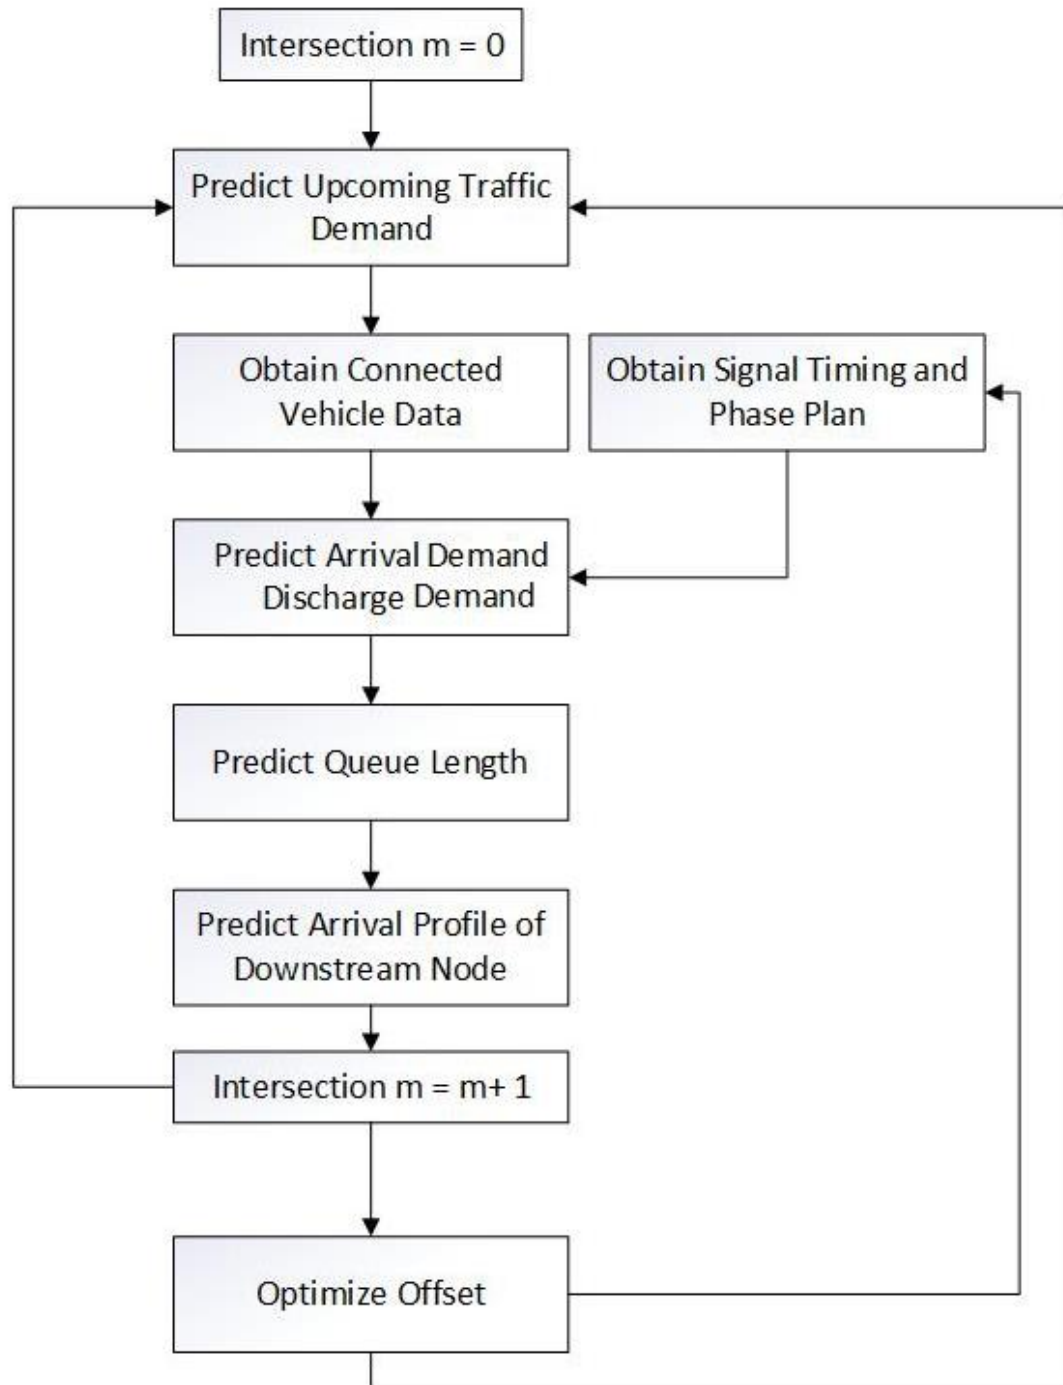 Intersection m = 0
Predict Upcoming Traffic
Demand
Obtain Connected
Vehicle Data
Obtain Signal Timing and
Phase Plan
Predict Arrival Demand
Discharge Demand
Predict Queue Length
Predict Arrival Profile of
Downstream Node
Intersection m = m+ 1
Optimize Offset